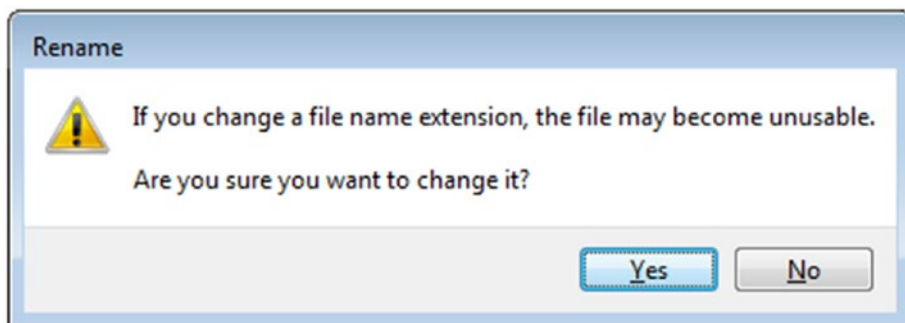 Rename
If you change a file name extension, the file may become unusable.
Are you sure you want to change it?
Yes
No